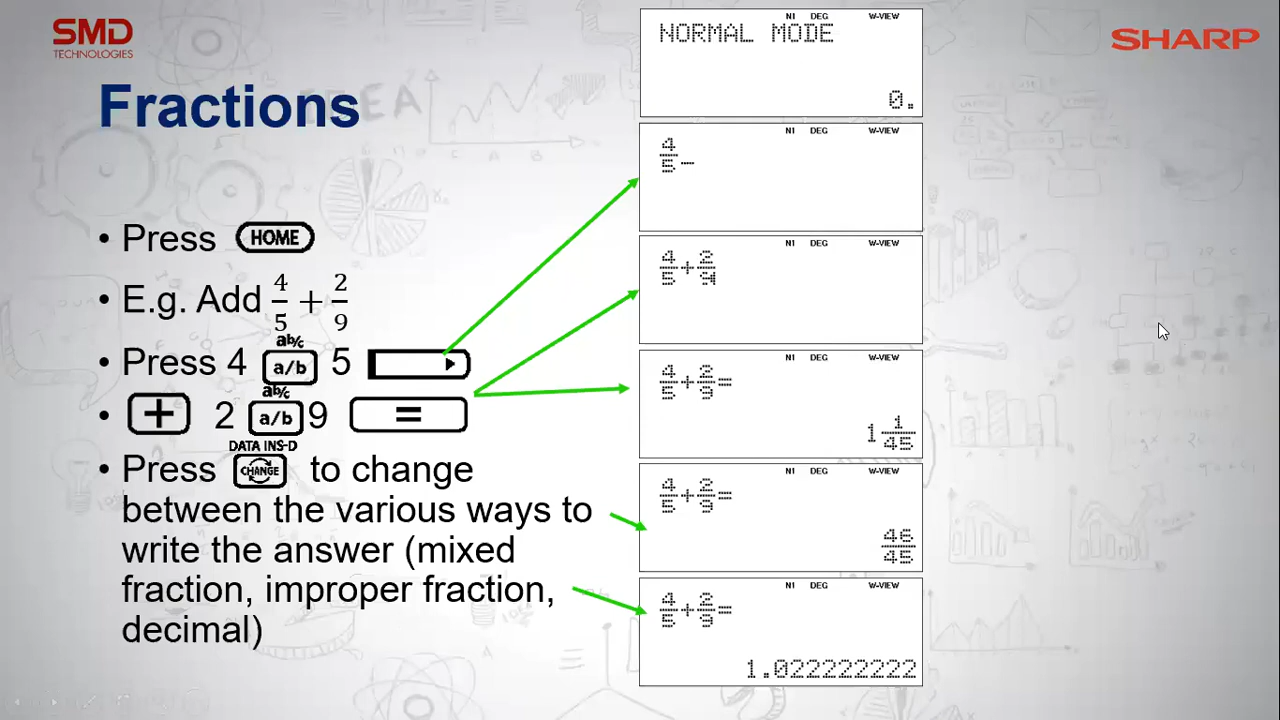 SMD
TECHNOLOGIES
SHARP
Fractions
• Press HOME
• E.g. Add 4/5 + 2/9
• Press 4 ab/c a/b 5
• + 2 ab/c a/b 9 =
DATA INS-D
• Press CHANGE to change
between the various ways to
write the answer (mixed
fraction, improper fraction,
decimal)
N1 DEG W-VIEW
NORMAL MODE
0.
N1 DEG W-VIEW
4/5
N1 DEG W-VIEW
4/5+2/9
N1 DEG W-VIEW
4/5+2/9=
1 1/45
N1 DEG W-VIEW
4/5+2/9=
46/45
N1 DEG W-VIEW
4/5+2/9=
1.022222222